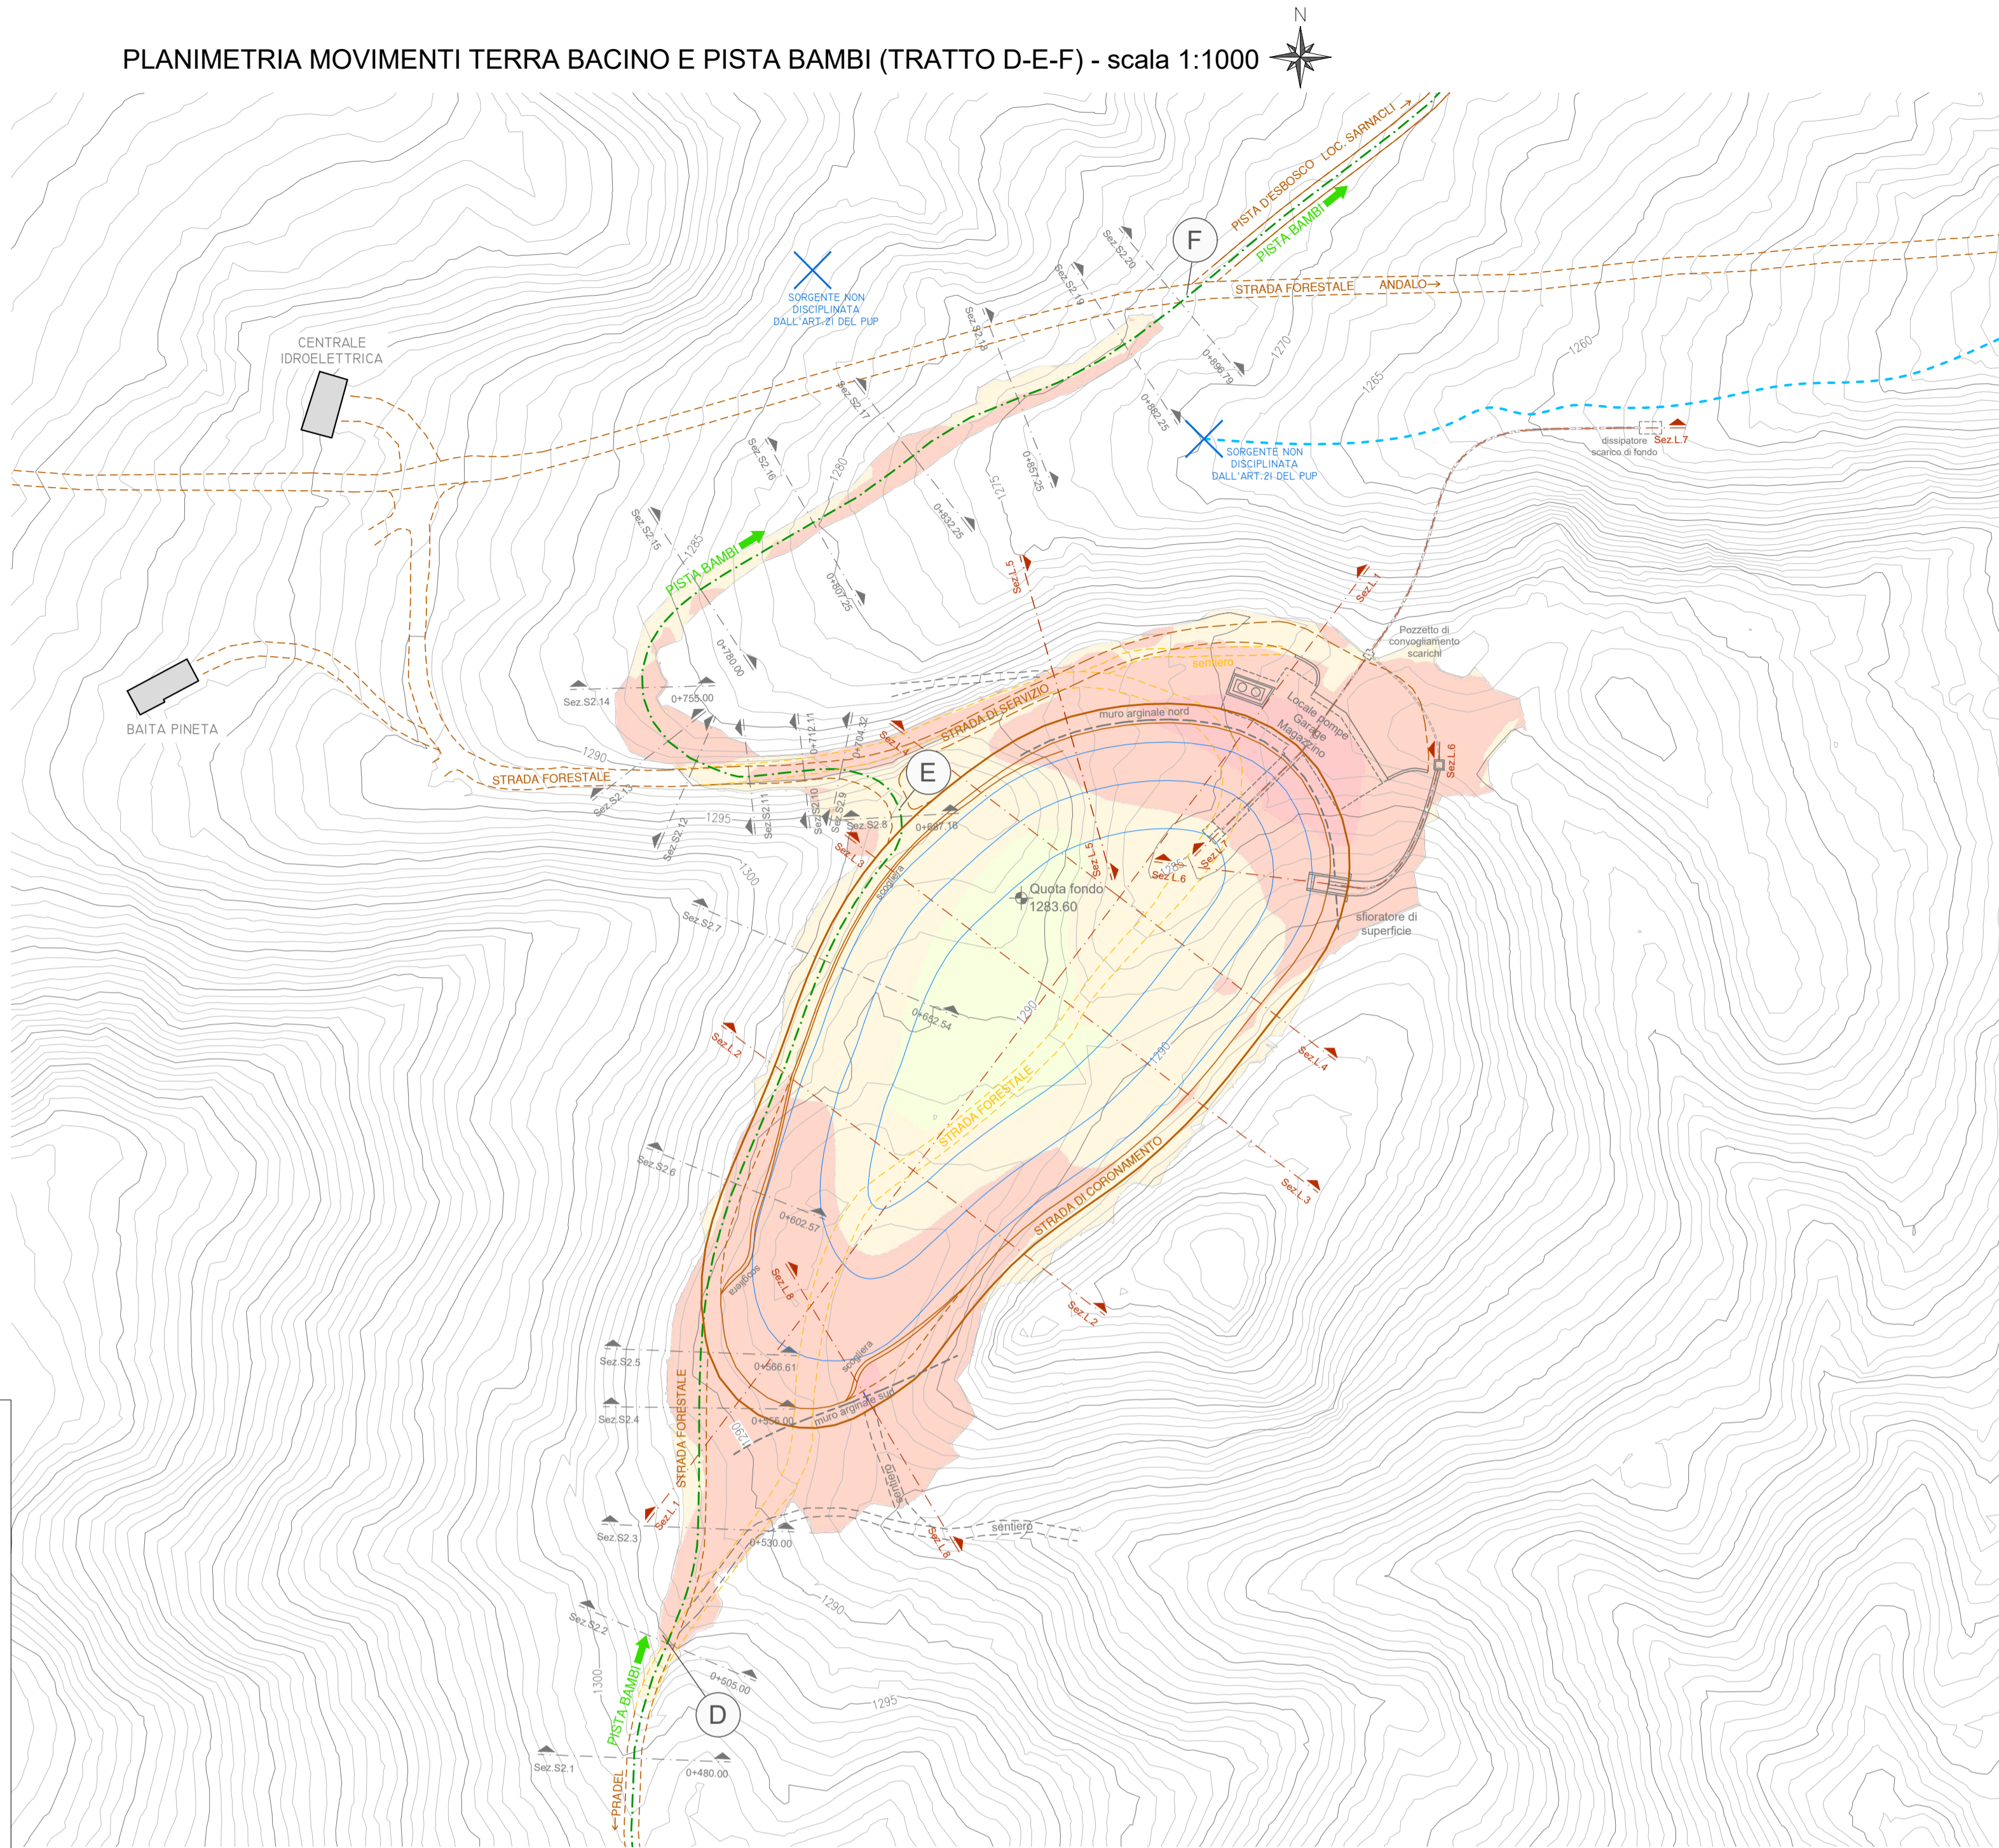 N
PLANIMETRIA MOVIMENTI TERRA BACINO E PISTA BAMBI (TRATTO D-E-F) - scala 1:1000
PISTA D'ESBOSCO LOC. SARNACLI →
PISTA BAMBI
F
Sez.S2.20
Sez.S2.19
Sez.S2.18
STRADA FORESTALE ANDALO→
SORGENTE NON
DISCIPLINATA
DALL'ART.21 DEL PUP
CENTRALE
IDROELETTRICA
0+896.79
1270
1260
1265
0+882.25
Sez.S2.17
Sez.S2.16
1280
0+857.25
1275
SORGENTE NON
DISCIPLINATA
DALL'ART.21 DEL PUP
dissipatore
scarico di fondo
Sez.L.7
0+832.25
Sez.S2.15
1285
PISTA BAMBI
0+807.25
Sez.L.5
Sez.L.1
Pozzetto di
convogliamento
scarichi
0+780.00
sentiero
Sez.S2.14
0+755.00
BAITA PINETA
Locale pompe
Garage
Magazzino
muro arginale nord
STRADA DI SERVIZIO
0+712.11
0+704.32
Sez.L.4
1290
E
Sez.L.6
STRADA FORESTALE
Sez.S2.13
1295
Sez.S2.12
Sez.S2.11
Sez.S2.10
Sez.S2.9
Sez.S2.8
0+687.16
Sez.L.3
1300
Sez.L.5
Sez.L.7
1285
Sez.L.6
scogliera
Quota fondo
1283.60
sfioratore di
superficie
Sez.S2.7
0+652.54
1290
Sez.L.2
1290
Sez.L.4
STRADA FORESTALE
Sez.S2.6
STRADA DI CORONAMENTO
Sez.L.3
0+602.57
scogliera
Sez.L.8
Sez.L.2
Sez.S2.5
0+566.61
scogliera
STRADA FORESTALE
Sez.S2.4
0+555.00
muro arginale sud
1290
sentiero
Sez.L.1
Sez.S2.3
0+530.00
sentiero
Sez.L.8
1290
Sez.S2.2
1300
0+505.00
PISTA BAMBI
1295
D
Sez.S2.1
0+480.00
←PRADEL